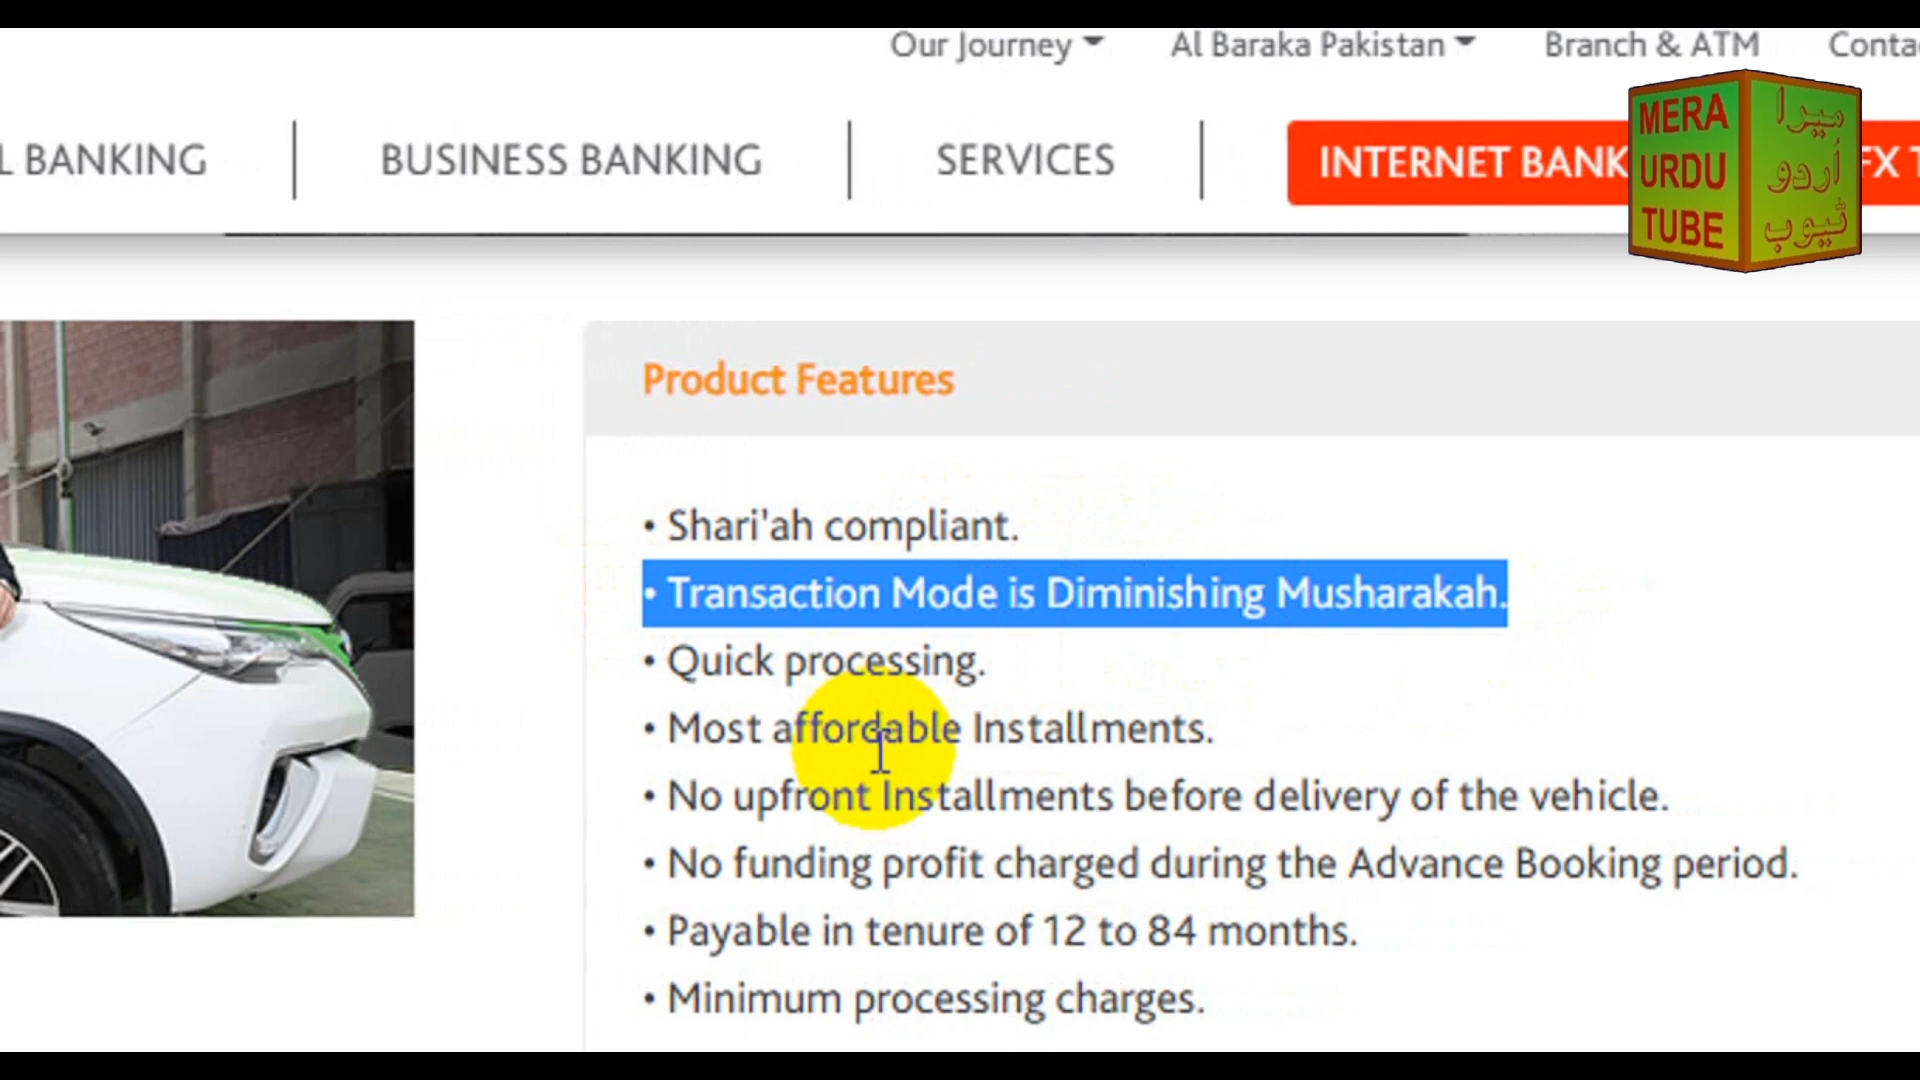 Our Journey
Al Baraka Pakistan
Branch & ATM
L BANKING
BUSINESS BANKING
SERVICES
INTERNET BANK
FX T
MERA
URDU
TUBE
میرا
اُردو
ٹیوب
Product Features
• Shari'ah compliant.
• Transaction Mode is Diminishing Musharakah.
• Quick processing.
• Most affordable Installments.
• No upfront Installments before delivery of the vehicle.
• No funding profit charged during the Advance Booking period.
• Payable in tenure of 12 to 84 months.
• Minimum processing charges.